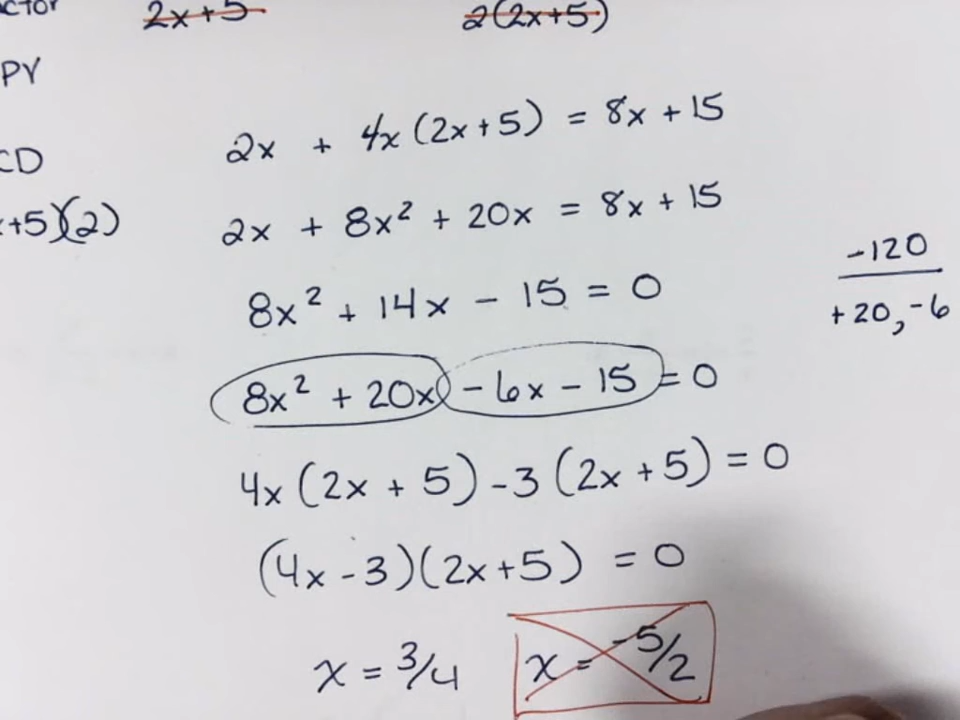 2x+5 2(2x+5)
PY
2x + 4x(2x+5) = 8x+15
CD
+5)(2) 2x + 8x² + 20x = 8x+15
-120
8x² + 14x - 15 = 0
+20,-6
8x² + 20x - 6x - 15 = 0
4x(2x + 5) - 3(2x+5) = 0
(4x-3)(2x+5) = 0
x = 3/4 x = -5/2